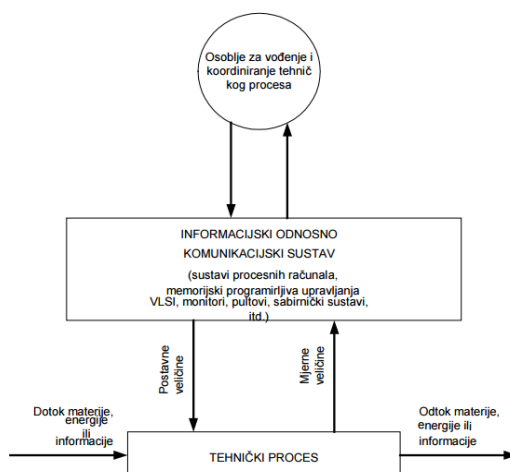 Osoblje za vođenje i
koordiniranje tehnič
kog procesa
INFORMACIJSKI ODNOSNO
KOMUNIKACIJSKI SUSTAV
(sustavi procesnih računala,
memorijski programirljiva upravljanja
VLSI, monitori, pultovi, sabirnički sustavi,
itd.)
Postavne
veličine
Mjerne
veličine
Dotok materije,
energije
ili
informacije
TEHNIČKI PROCES
Odtok materije,
energije ili
informacije